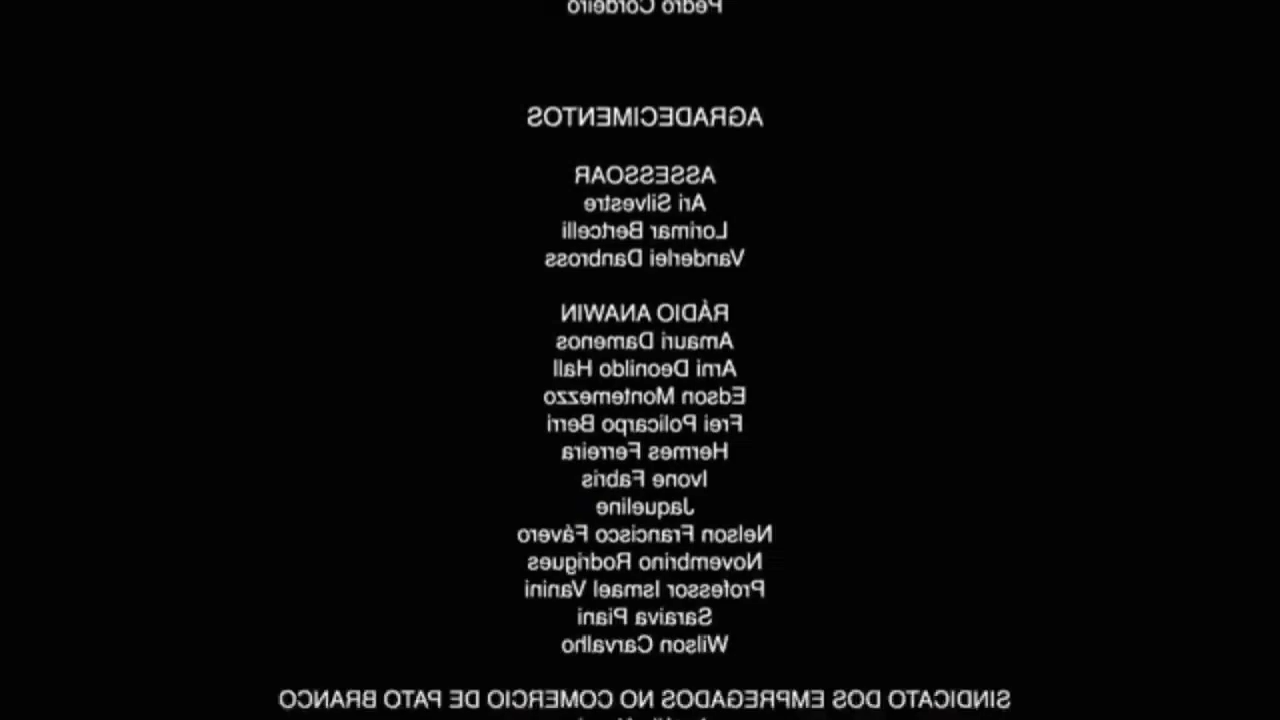 Pedro Cordeiro
AGRADECIMENTOS
ASSESSOAR
Ari Silvestre
Lorimar Bertcelli
Vanderlei Danbross
RÁDIO ANAWIN
Amauri Damenos
Arni Deonildo Hall
Edson Montemezzo
Frei Policarpo Berri
Hermes Ferreira
Ivone Fabris
Jaqueline
Nelson Francisco Fávero
Novembrino Rodrigues
Professor Ismael Vanini
Saraiva Piani
Wilson Carvalho
SINDICATO DOS EMPREGADOS NO COMERCIO DE PATO BRANCO